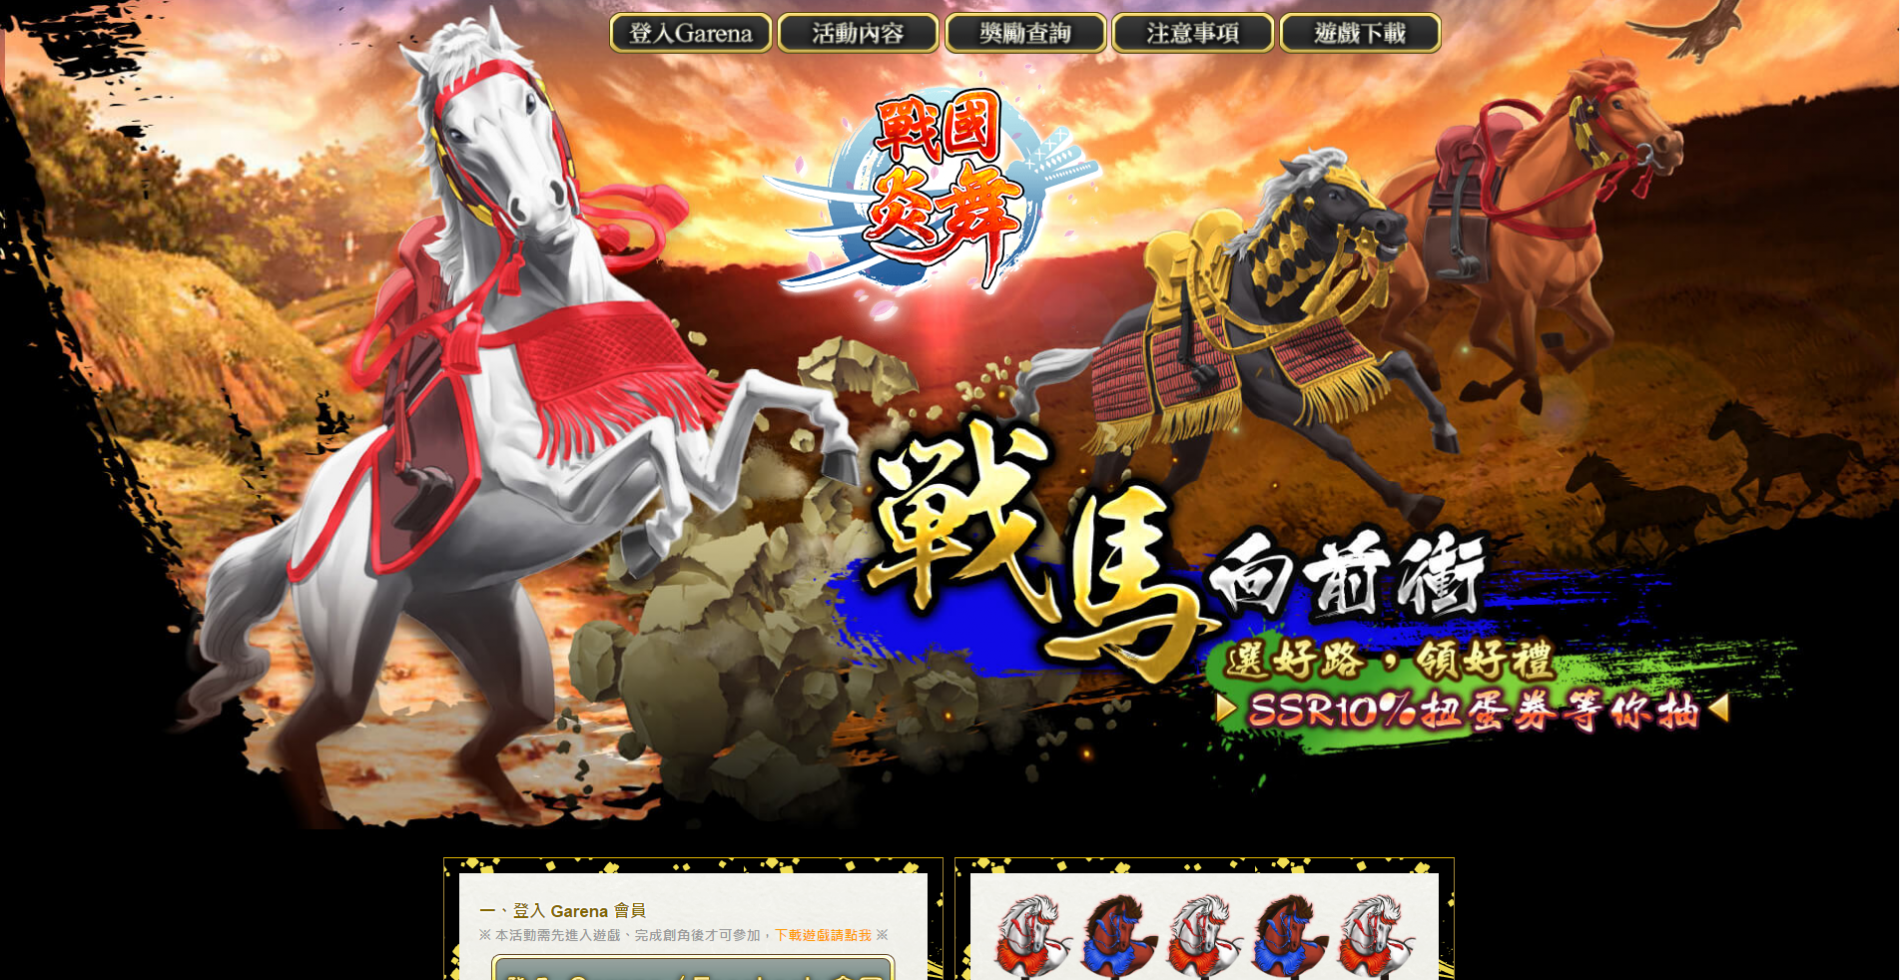 登入Garena
活動內容
獎勵查詢
注意事項
遊戲下載
戰國
炎舞
戰馬向前衝
選好路，領好禮
SSR10%扭蛋券等你抽
一、登入 Garena 會員
※ 本活動需先進入遊戲、完成創角後才可參加，下載遊戲請點我 ※